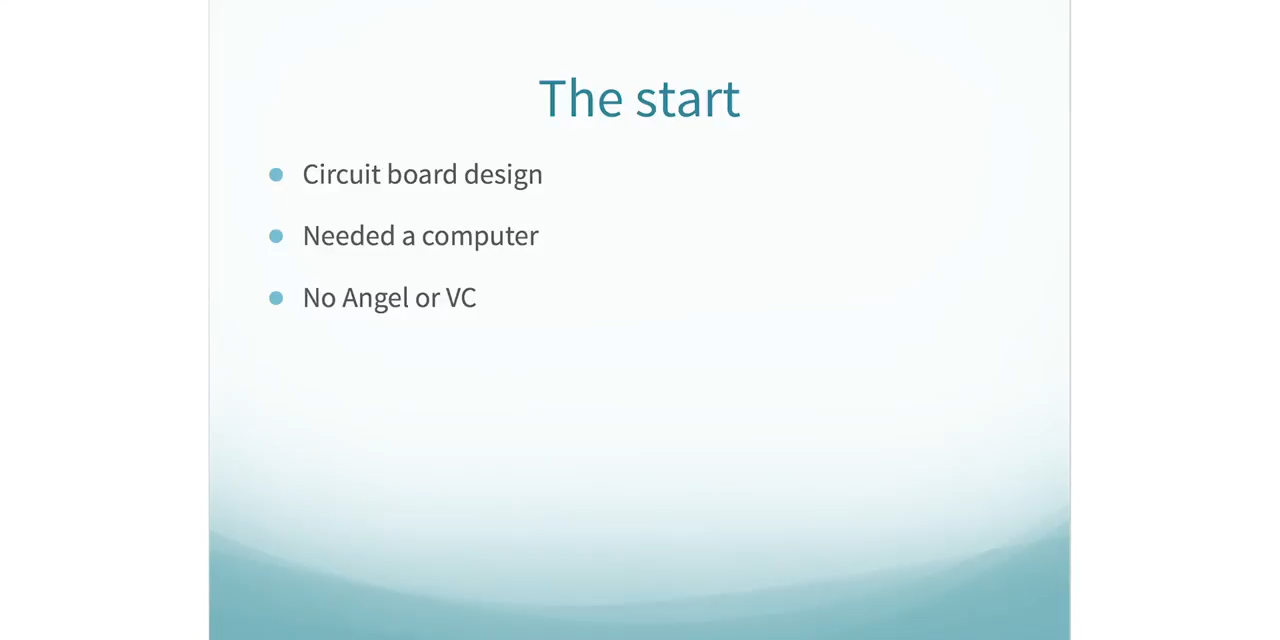 The start
Circuit board design
Needed a computer
No Angel or VC